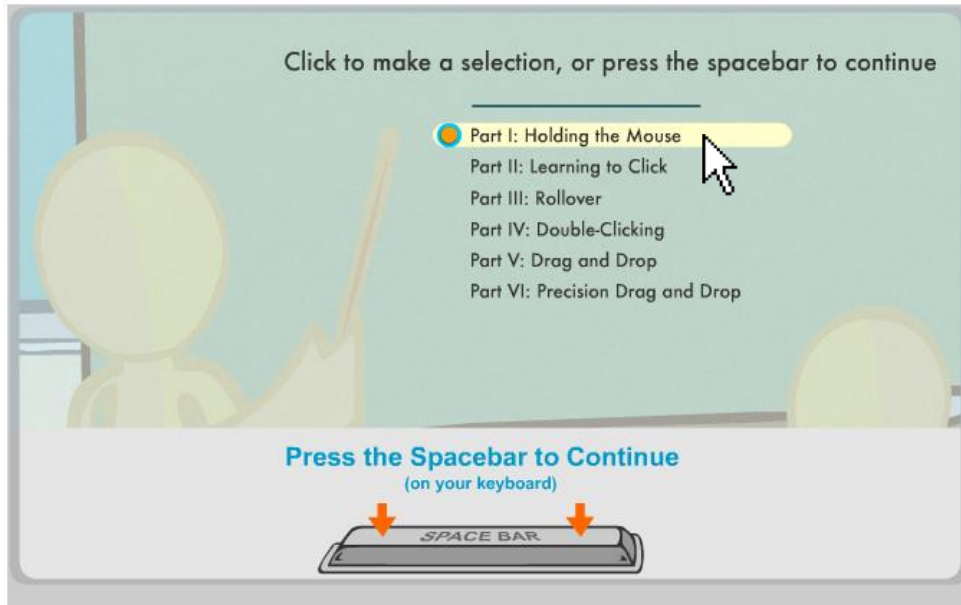 Click to make a selection, or press the spacebar to continue
Part I: Holding the Mouse
Part II: Learning to Click
Part III: Rollover
Part IV: Double-Clicking
Part V: Drag and Drop
Part VI: Precision Drag and Drop
Press the Spacebar to Continue
(on your keyboard)
SPACE BAR